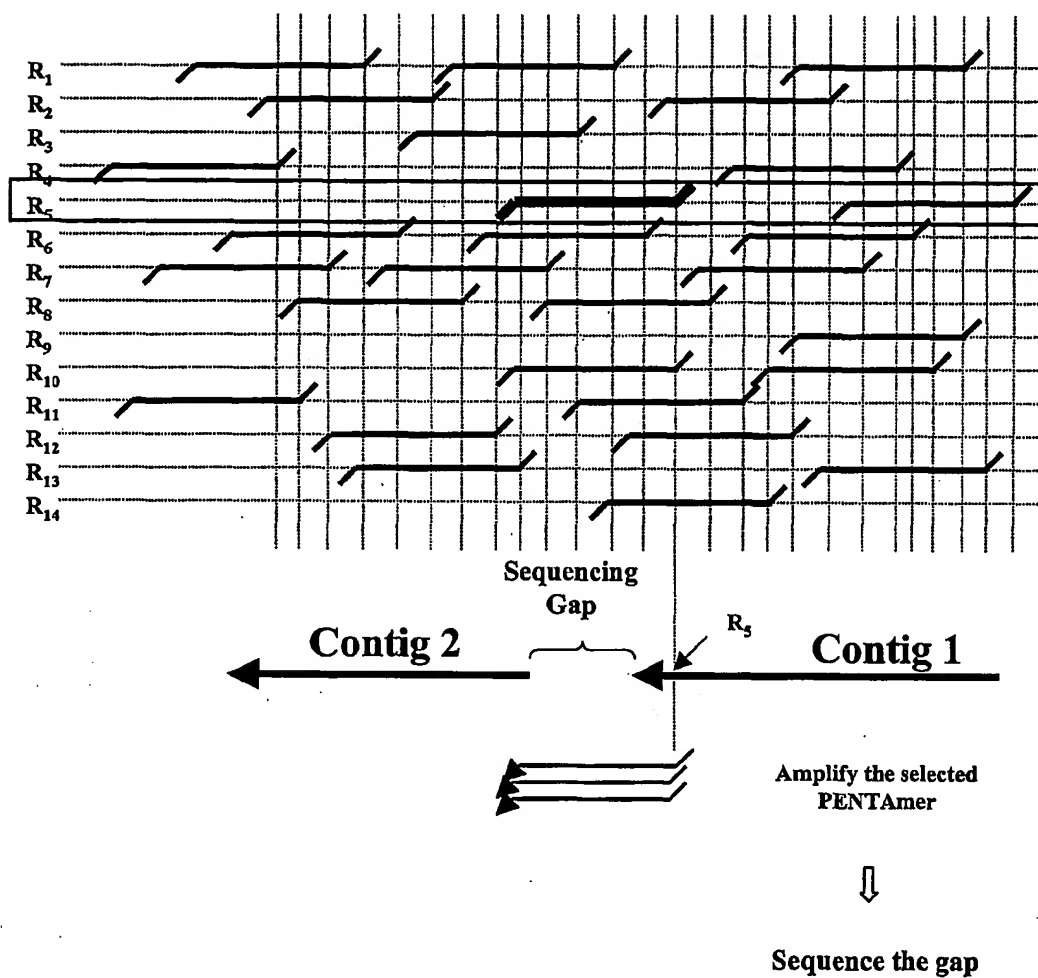 R1
R2
R3
R4
R5
R6
R7
R8
R9
R10
R11
R12
R13
R14
Sequencing
Gap
R5
Contig 2
Contig 1
Amplify the selected
PENTAmer
Sequence the gap